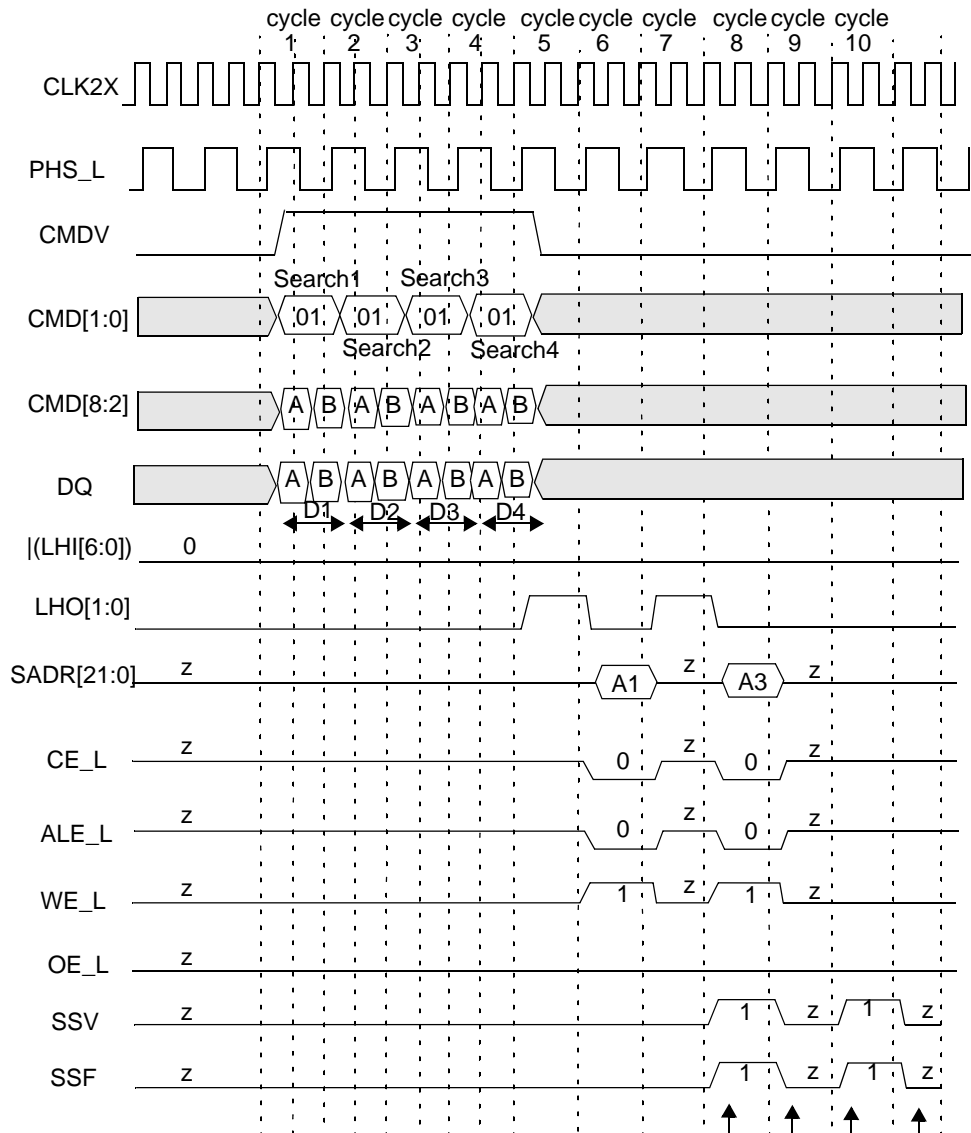 cycle cycle cycle cycle cycle cycle cycle cycle cycle cycle
1 2 3 4 5 6 7 8 9 10
CLK2X
PHS_L
CMDV
Search1 Search3
CMD[1:0] 01 01 01 01
Search2 Search4
CMD[8:2] A B A B A B A B
DQ A B A B A B A B
D1 D2 D3 D4
|(LHI[6:0]) 0
LHO[1:0]
SADR[21:0] z A1 z A3 z
CE_L z 0 z 0 z
ALE_L z 0 z 0 z
WE_L z 1 z 1 z
OE_L z
SSV z 1 z 1 z
SSF z 1 z 1 z